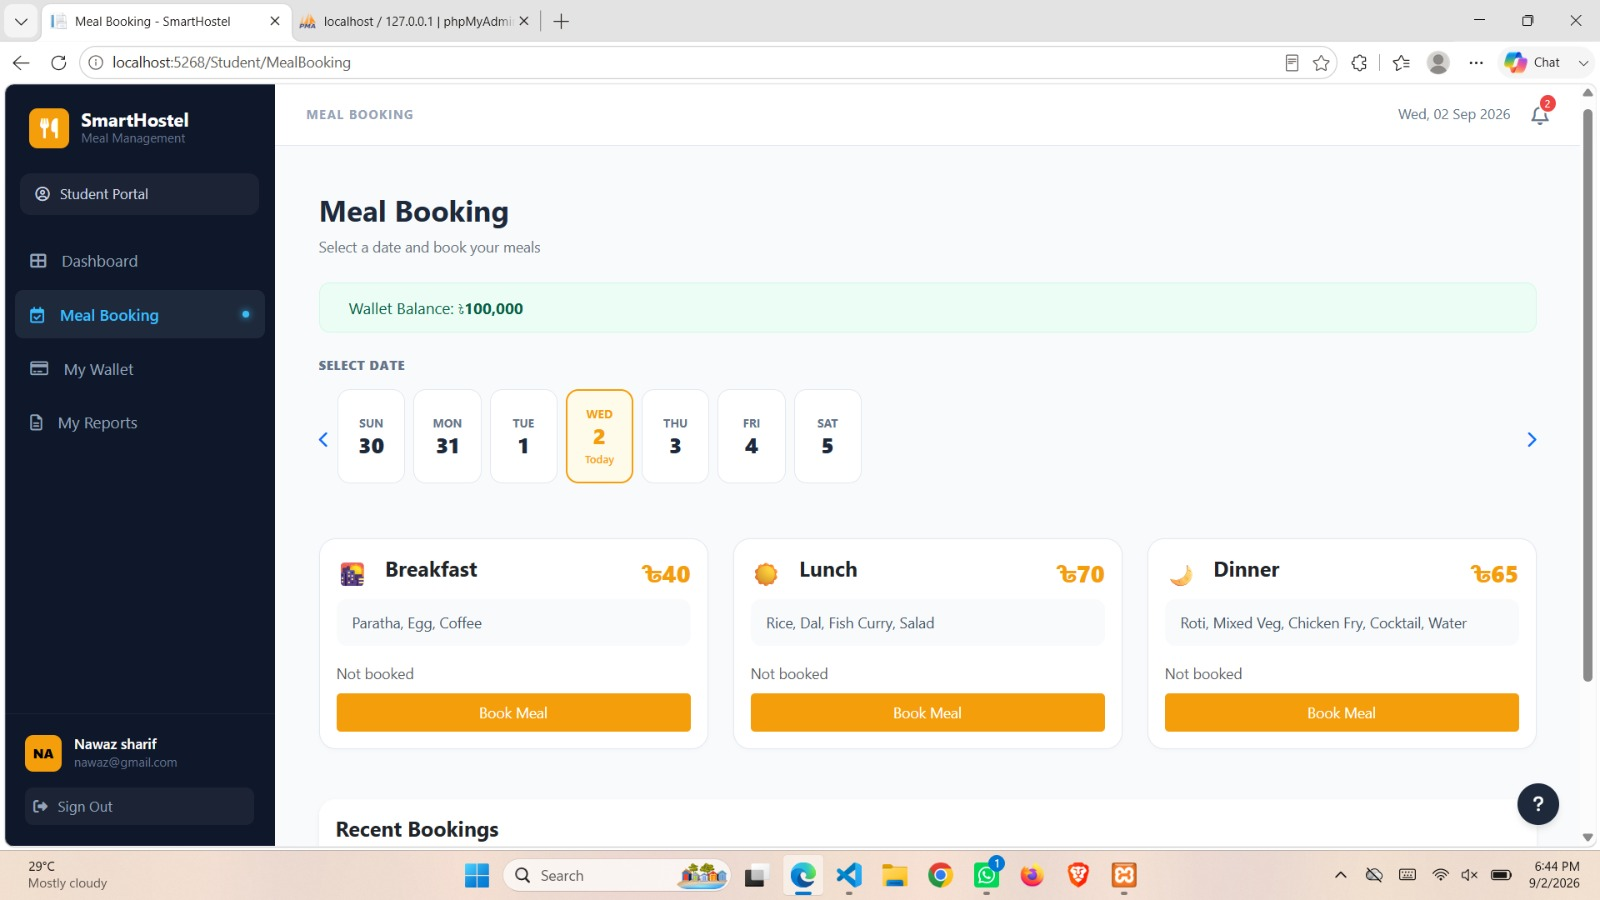 Meal Booking - SmartHostel
localhost / 127.0.0.1 | phpMyAdmin
localhost:5268/Student/MealBooking
Chat
SmartHostel
Meal Management
Student Portal
Dashboard
Meal Booking
My Wallet
My Reports
Nawaz sharif
NA
nawaz@gmail.com
Sign Out
MEAL BOOKING
Wed, 02 Sep 2026
2
Meal Booking
Select a date and book your meals
Wallet Balance: ৳100,000
SELECT DATE
SUN
30
MON
31
TUE
1
WED
2
Today
THU
3
FRI
4
SAT
5
Breakfast
৳40
Paratha, Egg, Coffee
Not booked
Book Meal
Lunch
৳70
Rice, Dal, Fish Curry, Salad
Not booked
Book Meal
Dinner
৳65
Roti, Mixed Veg, Chicken Fry, Cocktail, Water
Not booked
Book Meal
Recent Bookings
?
29°C
Mostly cloudy
Search
1
6:44 PM
9/2/2026